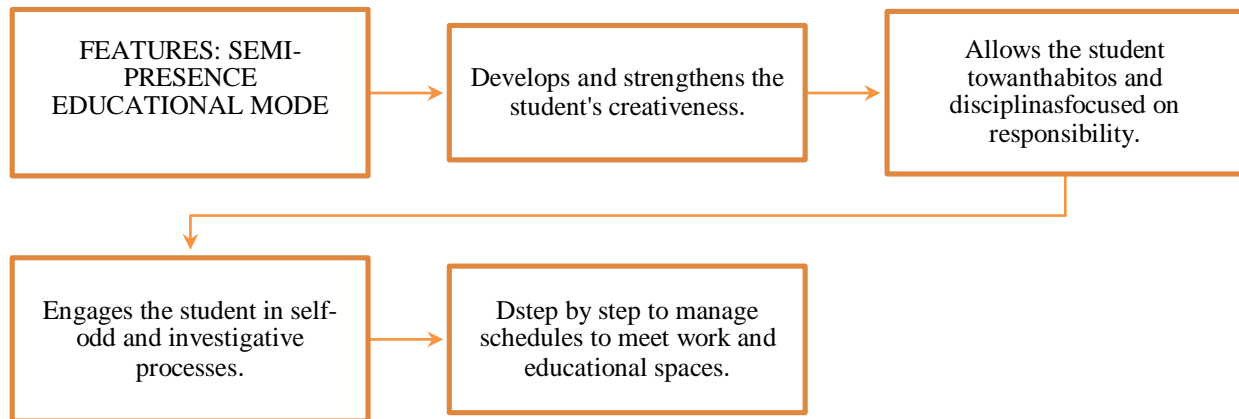 FEATURES: SEMI-
PRESENCE
EDUCATIONAL MODE
Develops and strengthens the
student's creativeness.
Allows the student
towanthabitos and
disciplinasfocused on
responsibility.
Engages the student in self-
odd and investigative
processes.
Dstep by step to manage
schedules to meet work and
educational spaces.